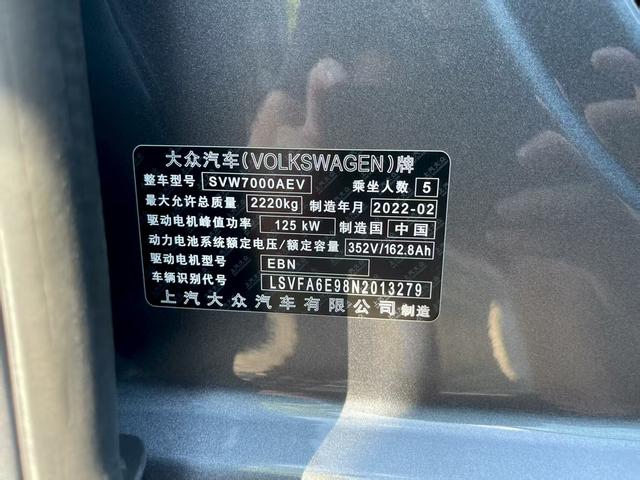 大众汽车(VOLKSWAGEN)牌
整车型号 SVW7000AEV 乘坐人数 5
最大允许总质量 2220kg 制造年月 2022-02
驱动电机峰值功率 125 kW 制造国 中国
动力电池系统额定电压/额定容量 352V/162.8Ah
驱动电机型号 EBN
车辆识别代号 LSVFA6E98N2013279
上汽大众汽车有限公司 制造